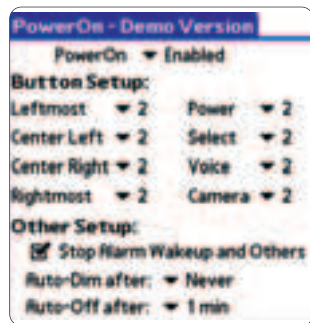 PowerOn - Demo Version
PowerOn Enabled
Button Setup:
Leftmost 2 Power 2
Center Left 2 Select 2
Center Right 2 Voice 2
Rightmost 2 Camera 2
Other Setup:
Stop Alarm Wakeup and Others
Auto-Dim after: Never
Auto-Off after: 1 min